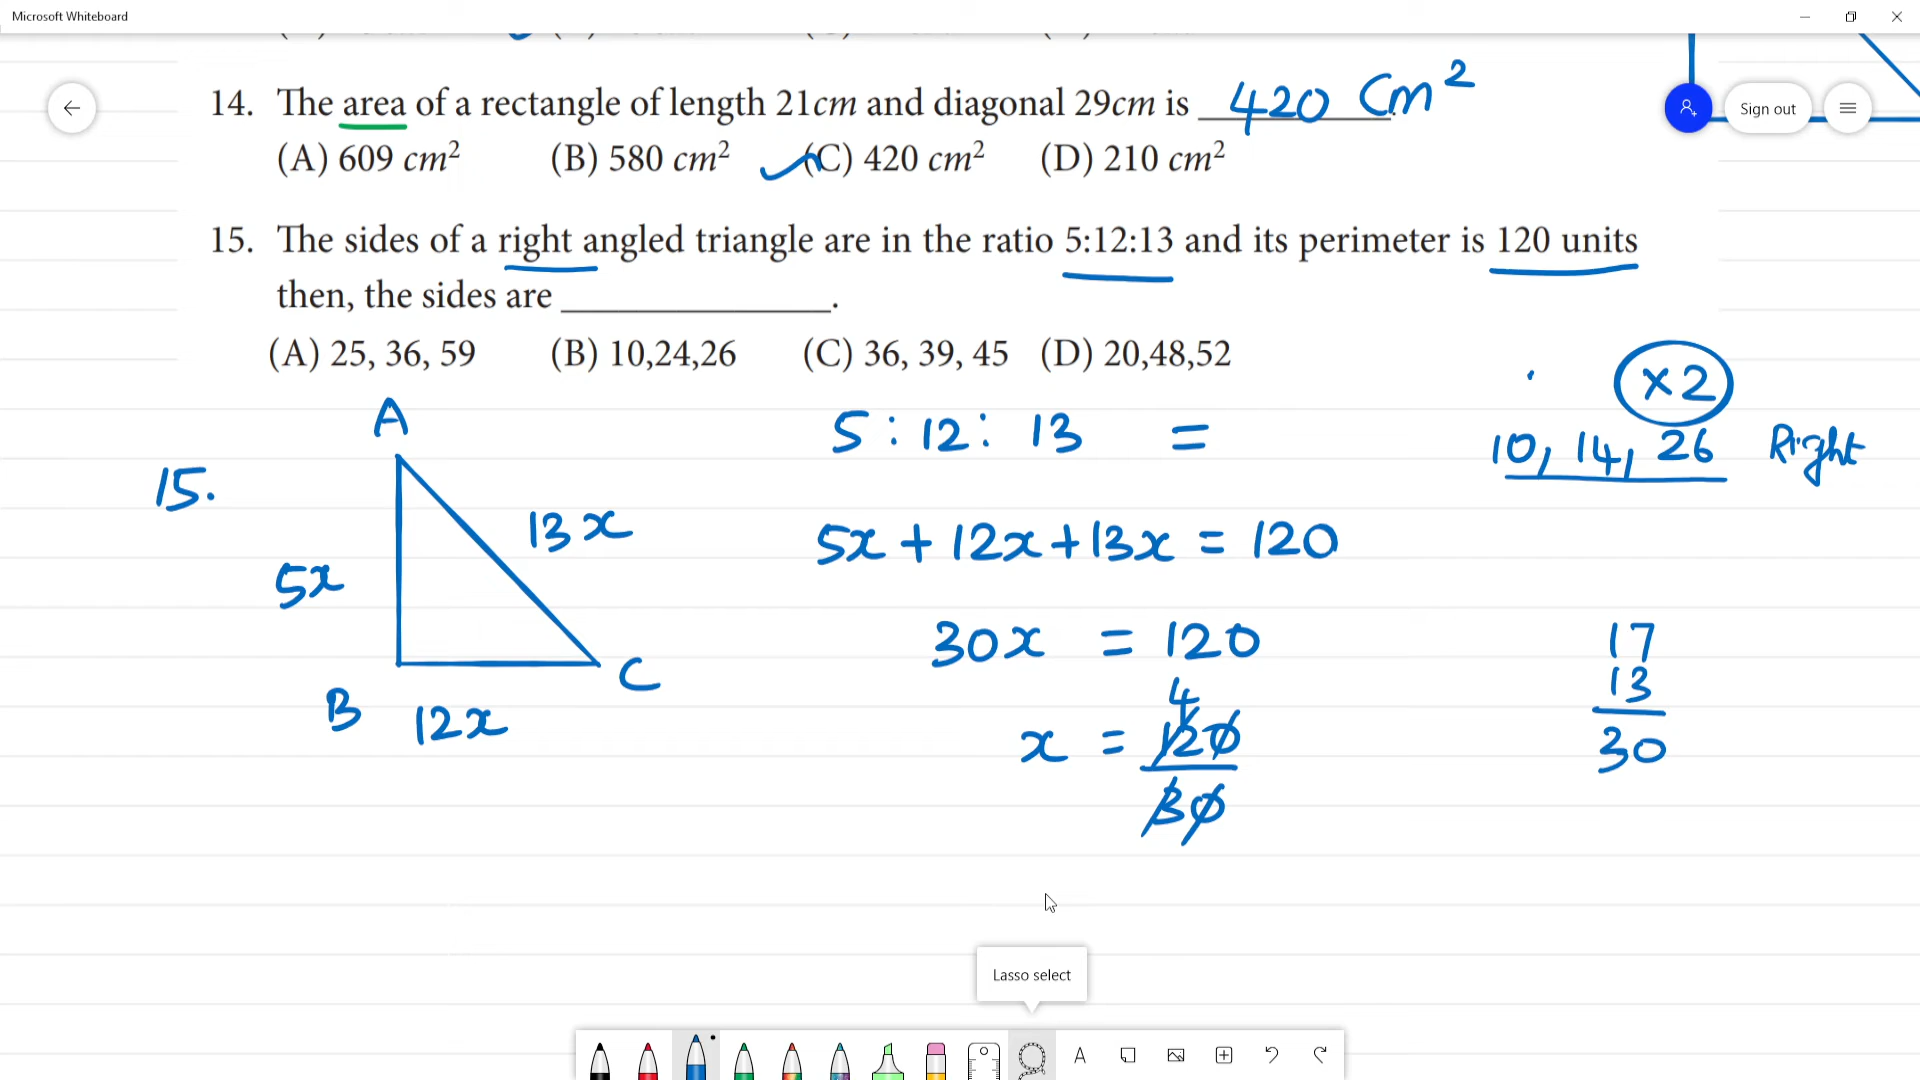 Microsoft Whiteboard
14. The area of a rectangle of length 21cm and diagonal 29cm is 420 cm²
Sign out
(A) 609 cm² (B) 580 cm² (C) 420 cm² (D) 210 cm²
15. The sides of a right angled triangle are in the ratio 5:12:13 and its perimeter is 120 units
then, the sides are ______________.
(A) 25, 36, 59 (B) 10,24,26 (C) 36, 39, 45 (D) 20,48,52
×2
A
5 : 12 : 13 =
10, 14, 26 Right
15.
13x
5x + 12x + 13x = 120
5x
30x = 120
17
C
4
13
B 12x
x = 120
30
30
Lasso select
A